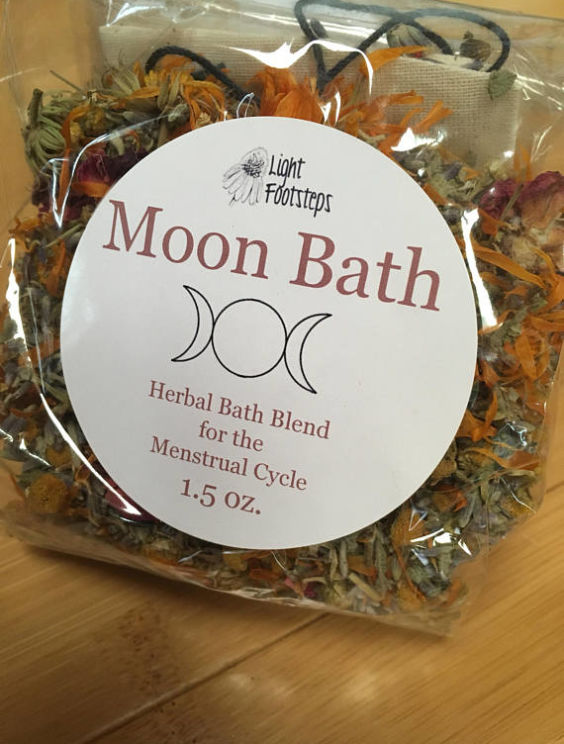 Light
Footsteps
Moon Bath
Herbal Bath Blend
for the
Menstrual Cycle
1.5 oz.